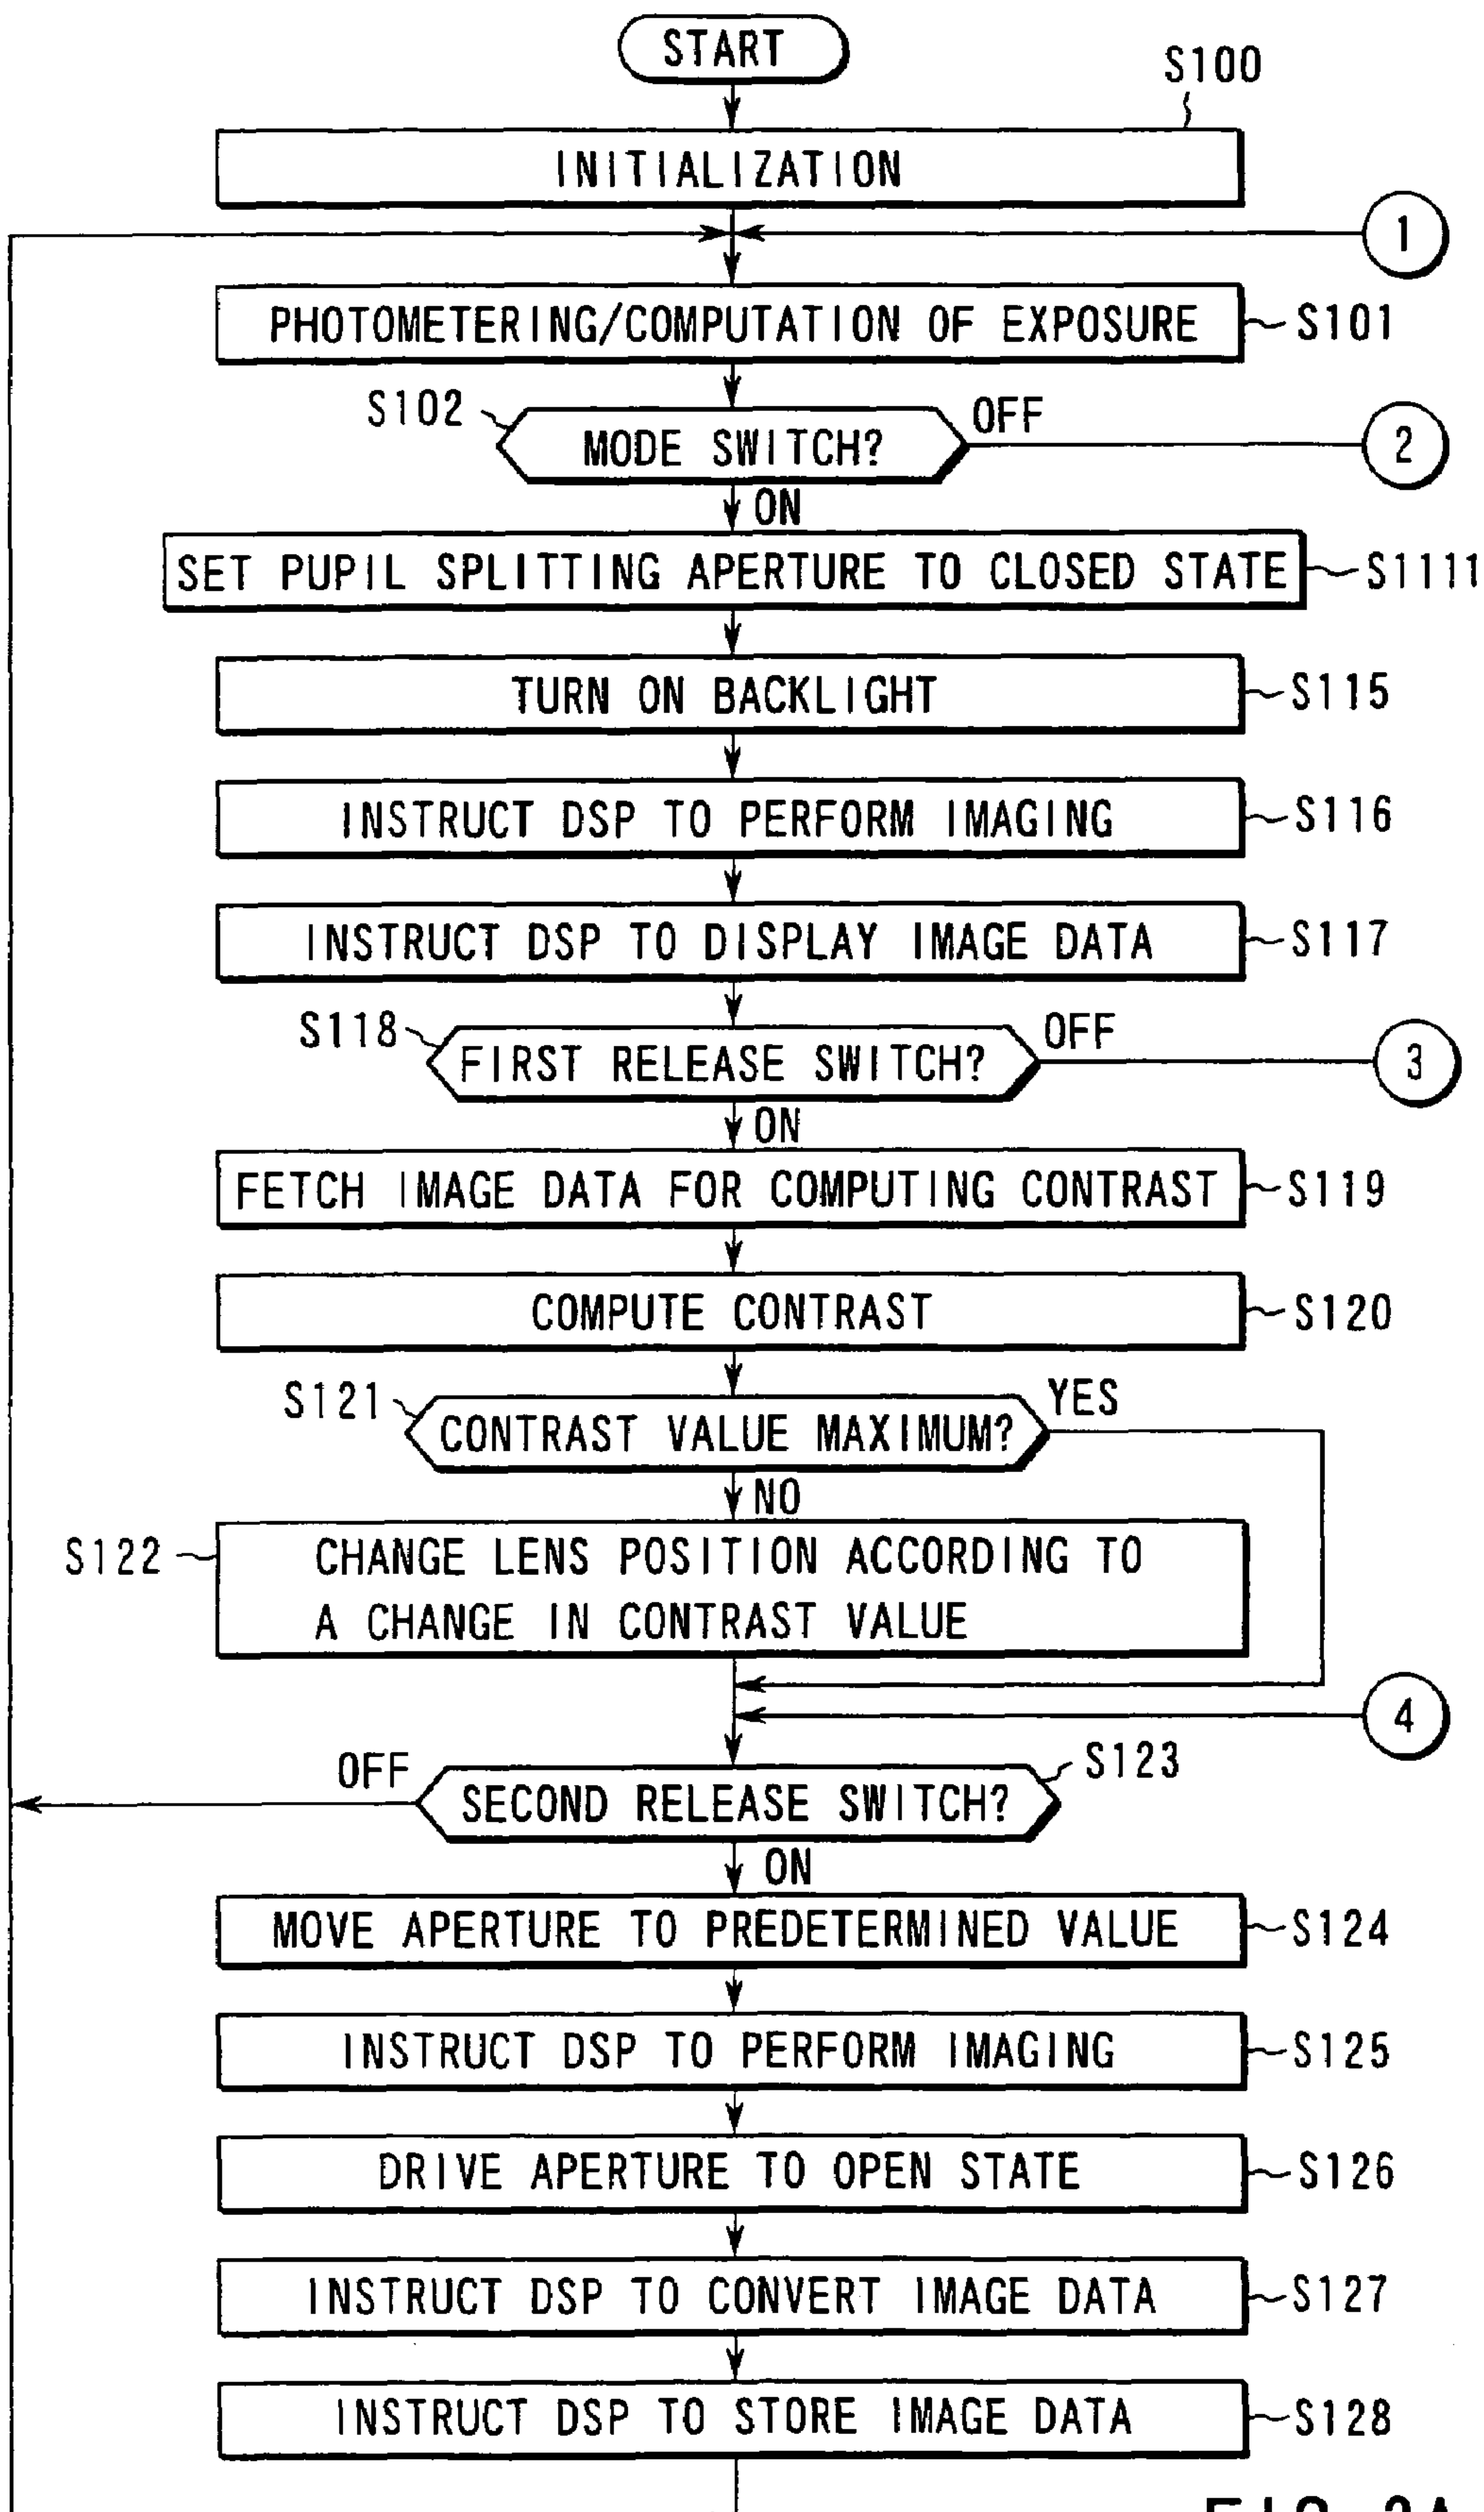 START
S100
INITIALIZATION
1
PHOTOMETERING/COMPUTATION OF EXPOSURE
S101
S102
MODE SWITCH?
OFF
2
ON
SET PUPIL SPLITTING APERTURE TO CLOSED STATE
S1111
TURN ON BACKLIGHT
S115
INSTRUCT DSP TO PERFORM IMAGING
S116
INSTRUCT DSP TO DISPLAY IMAGE DATA
S117
S118
FIRST RELEASE SWITCH?
OFF
3
ON
FETCH IMAGE DATA FOR COMPUTING CONTRAST
S119
COMPUTE CONTRAST
S120
S121
CONTRAST VALUE MAXIMUM?
YES
NO
S122
CHANGE LENS POSITION ACCORDING TO
A CHANGE IN CONTRAST VALUE
4
OFF
SECOND RELEASE SWITCH?
S123
ON
MOVE APERTURE TO PREDETERMINED VALUE
S124
INSTRUCT DSP TO PERFORM IMAGING
S125
DRIVE APERTURE TO OPEN STATE
S126
INSTRUCT DSP TO CONVERT IMAGE DATA
S127
INSTRUCT DSP TO STORE IMAGE DATA
S128